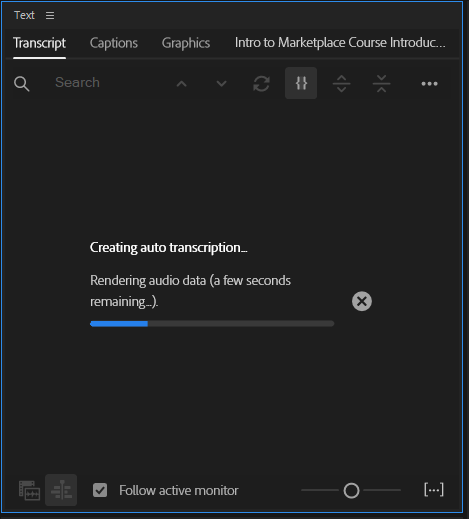 Text
Transcript Captions Graphics Intro to Marketplace Course Introduc...
Search
Creating auto transcription...
Rendering audio data (a few seconds
remaining...).
Follow active monitor